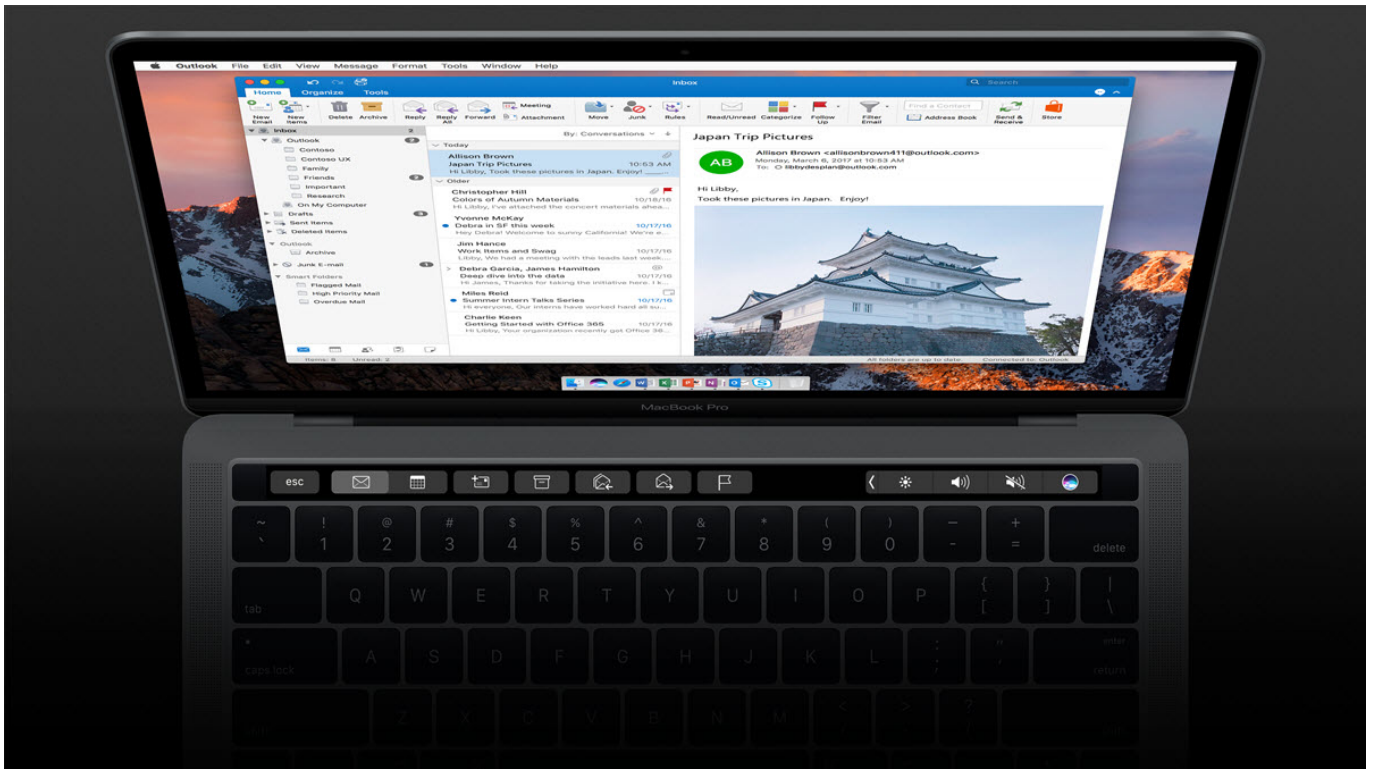 Outlook File Edit View Message Format Tools Window Help
Inbox
Search
Home Organize Tools
New Email
New Items
Delete
Archive
Reply
Reply All
Forward
Meeting
Attachment
Move
Junk
Rules
Read/Unread
Categorize
Follow Up
Filter Email
Find a Contact
Address Book
Send & Receive
Store
Inbox 2
Outlook
Contoso
Contoso UX
Family
Friends
Important
Research
On My Computer
Drafts
Sent Items
Deleted Items
Outlook
Archive
Junk E-mail
Smart Folders
Flagged Mail
High Priority Mail
Overdue Mail
By: Conversations
Today
Allison Brown
Japan Trip Pictures 10:53 AM
Hi Libby, Took these pictures in Japan. Enjoy!
Older
Christopher Hill
Colors of Autumn Materials 10/18/16
Hi Libby, I've attached the concert materials ahea...
Yvonne McKay
Debra in SF this week 10/17/16
Hey Debra! Welcome to sunny California! We're e...
Jim Hance
Work Items and Swag 10/17/16
Libby, We had a meeting with the leads last week....
Debra Garcia, James Hamilton
Deep dive into the data 10/17/16
Hi James, Thanks for taking the initiative here. I k...
Miles Reid
Summer Intern Talks Series 10/17/16
Hi everyone, Our interns have worked hard all su...
Charlie Keen
Getting Started with Office 365 10/17/16
Hi Libby, Your organization recently got Office 36...
Japan Trip Pictures
AB
Allison Brown <allisonbrown411@outlook.com>
Monday, March 6, 2017 at 10:53 AM
To: libbydesplan@outlook.com
Hi Libby,
Took these pictures in Japan. Enjoy!
Items: 8 Unread: 2
All folders are up to date. Connected to: Outlook
MacBook Pro
esc
~ ! @ # $ % ^ & * ( ) — +
` 1 2 3 4 5 6 7 8 9 0 - = delete
{ } |
tab Q W E R T Y U I O P [ ] \
: " enter
caps lock A S D F G H J K L ; ' return
< > ?
shift Z X C V B N M